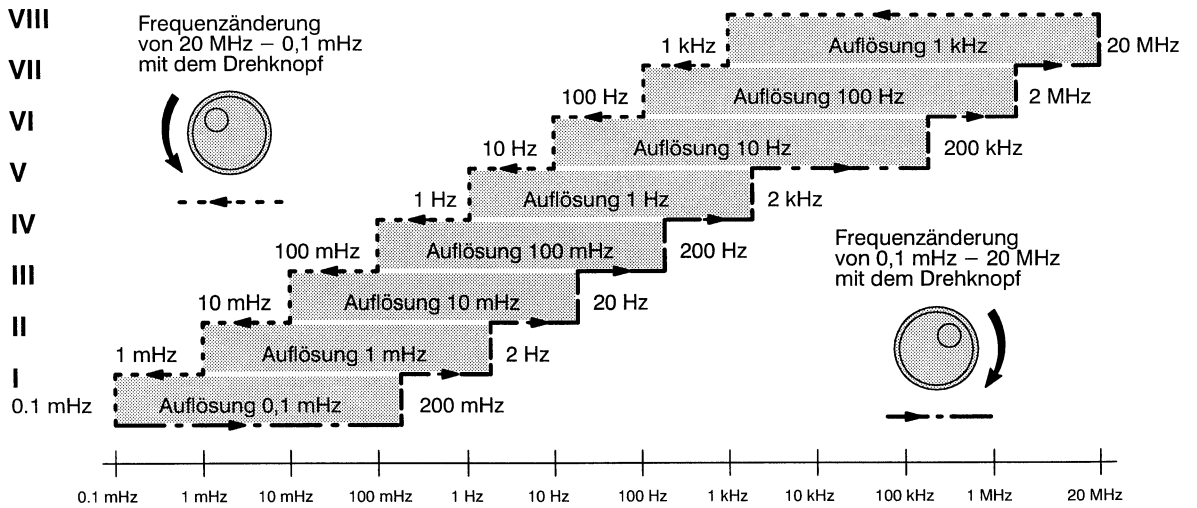 VIII
Frequenzänderung
von 20 MHz – 0,1 mHz
mit dem Drehknopf
1 kHz
Auflösung 1 kHz
20 MHz
VII
100 Hz
Auflösung 100 Hz
2 MHz
VI
10 Hz
Auflösung 10 Hz
200 kHz
V
1 Hz
Auflösung 1 Hz
2 kHz
IV
100 mHz
Auflösung 100 mHz
200 Hz
III
10 mHz
Auflösung 10 mHz
20 Hz
II
1 mHz
Auflösung 1 mHz
2 Hz
I
0.1 mHz
Auflösung 0,1 mHz
200 mHz
Frequenzänderung
von 0,1 mHz – 20 MHz
mit dem Drehknopf
0.1 mHz 1 mHz 10 mHz 100 mHz 1 Hz 10 Hz 100 Hz 1 kHz 10 kHz 100 kHz 1 MHz 20 MHz